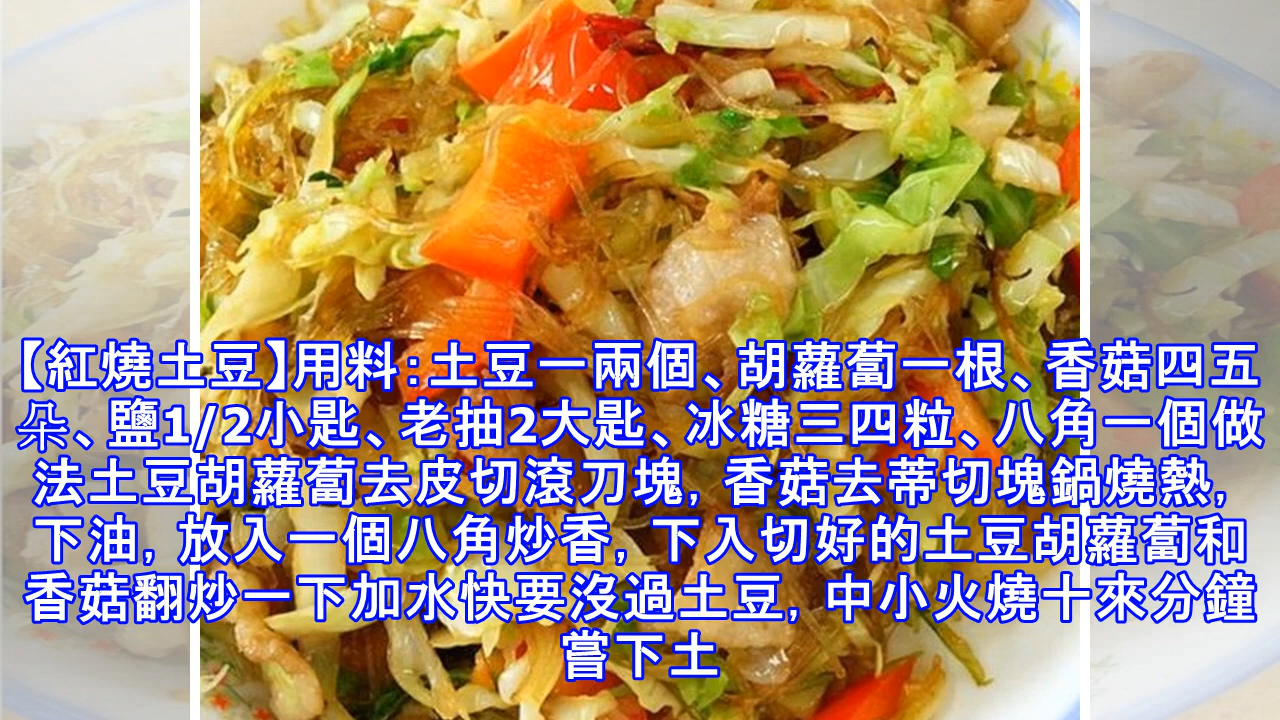 【紅燒土豆】用料：土豆一兩個、胡蘿蔔一根、香菇四五
朵、鹽1/2小匙、老抽2大匙、冰糖三四粒、八角一個做
法土豆胡蘿蔔去皮切滾刀塊，香菇去蒂切塊鍋燒熱，
下油，放入一個八角炒香，下入切好的土豆胡蘿蔔和
香菇翻炒一下加水快要沒過土豆，中小火燒十來分鐘
嘗下土